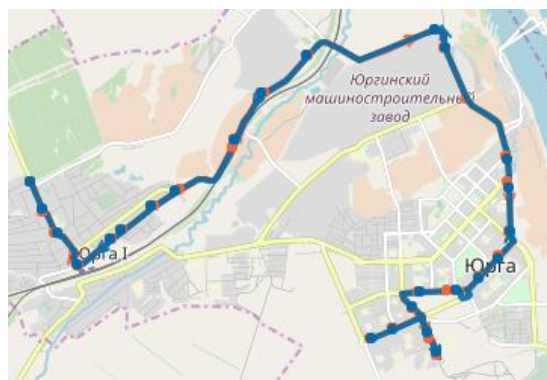 Юргинский
машиностроительный
завод
Юрга I
Юрга